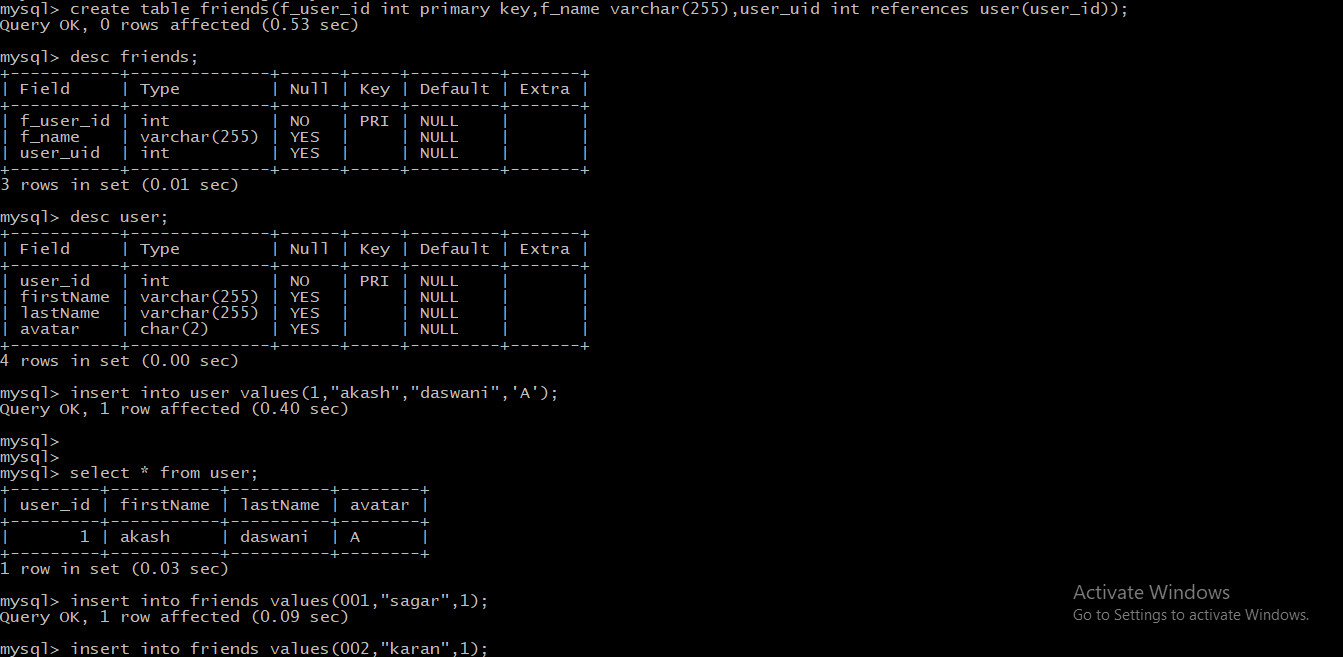 mysql> create table friends(f_user_id int primary key,f_name varchar(255),user_uid int references user(user_id));
Query OK, 0 rows affected (0.53 sec)

mysql> desc friends;
+-----------+--------------+------+-----+---------+-------+
| Field     | Type         | Null | Key | Default | Extra |
+-----------+--------------+------+-----+---------+-------+
| f_user_id | int          | NO   | PRI | NULL    |       |
| f_name    | varchar(255) | YES  |     | NULL    |       |
| user_uid  | int          | YES  |     | NULL    |       |
+-----------+--------------+------+-----+---------+-------+
3 rows in set (0.01 sec)

mysql> desc user;
+-----------+--------------+------+-----+---------+-------+
| Field     | Type         | Null | Key | Default | Extra |
+-----------+--------------+------+-----+---------+-------+
| user_id   | int          | NO   | PRI | NULL    |       |
| firstName | varchar(255) | YES  |     | NULL    |       |
| lastName  | varchar(255) | YES  |     | NULL    |       |
| avatar    | char(2)      | YES  |     | NULL    |       |
+-----------+--------------+------+-----+---------+-------+
4 rows in set (0.00 sec)

mysql> insert into user values(1,"akash","daswani",'A');
Query OK, 1 row affected (0.40 sec)

mysql>
mysql>
mysql> select * from user;
+---------+-----------+----------+--------+
| user_id | firstName | lastName | avatar |
+---------+-----------+----------+--------+
|       1 | akash     | daswani  | A      |
+---------+-----------+----------+--------+
1 row in set (0.03 sec)

mysql> insert into friends values(001,"sagar",1);
Query OK, 1 row affected (0.09 sec)

mysql> insert into friends values(002,"karan",1);
Activate Windows
Go to Settings to activate Windows.